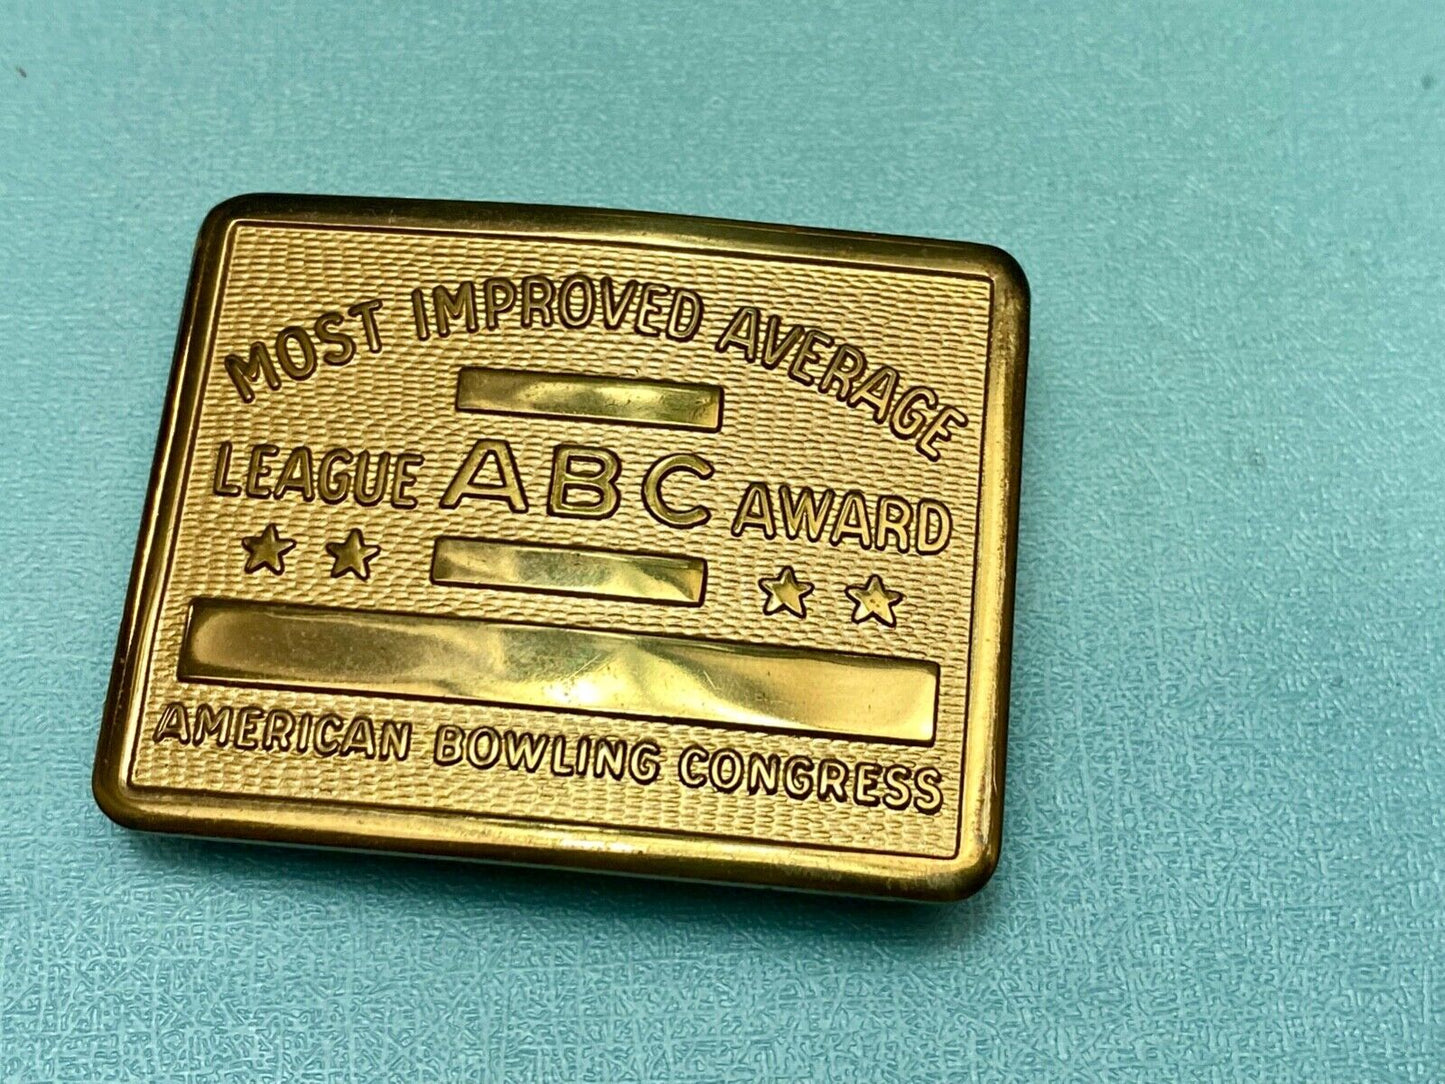 MOST IMPROVED AVERAGE
LEAGUE ABC AWARD
AMERICAN BOWLING CONGRESS